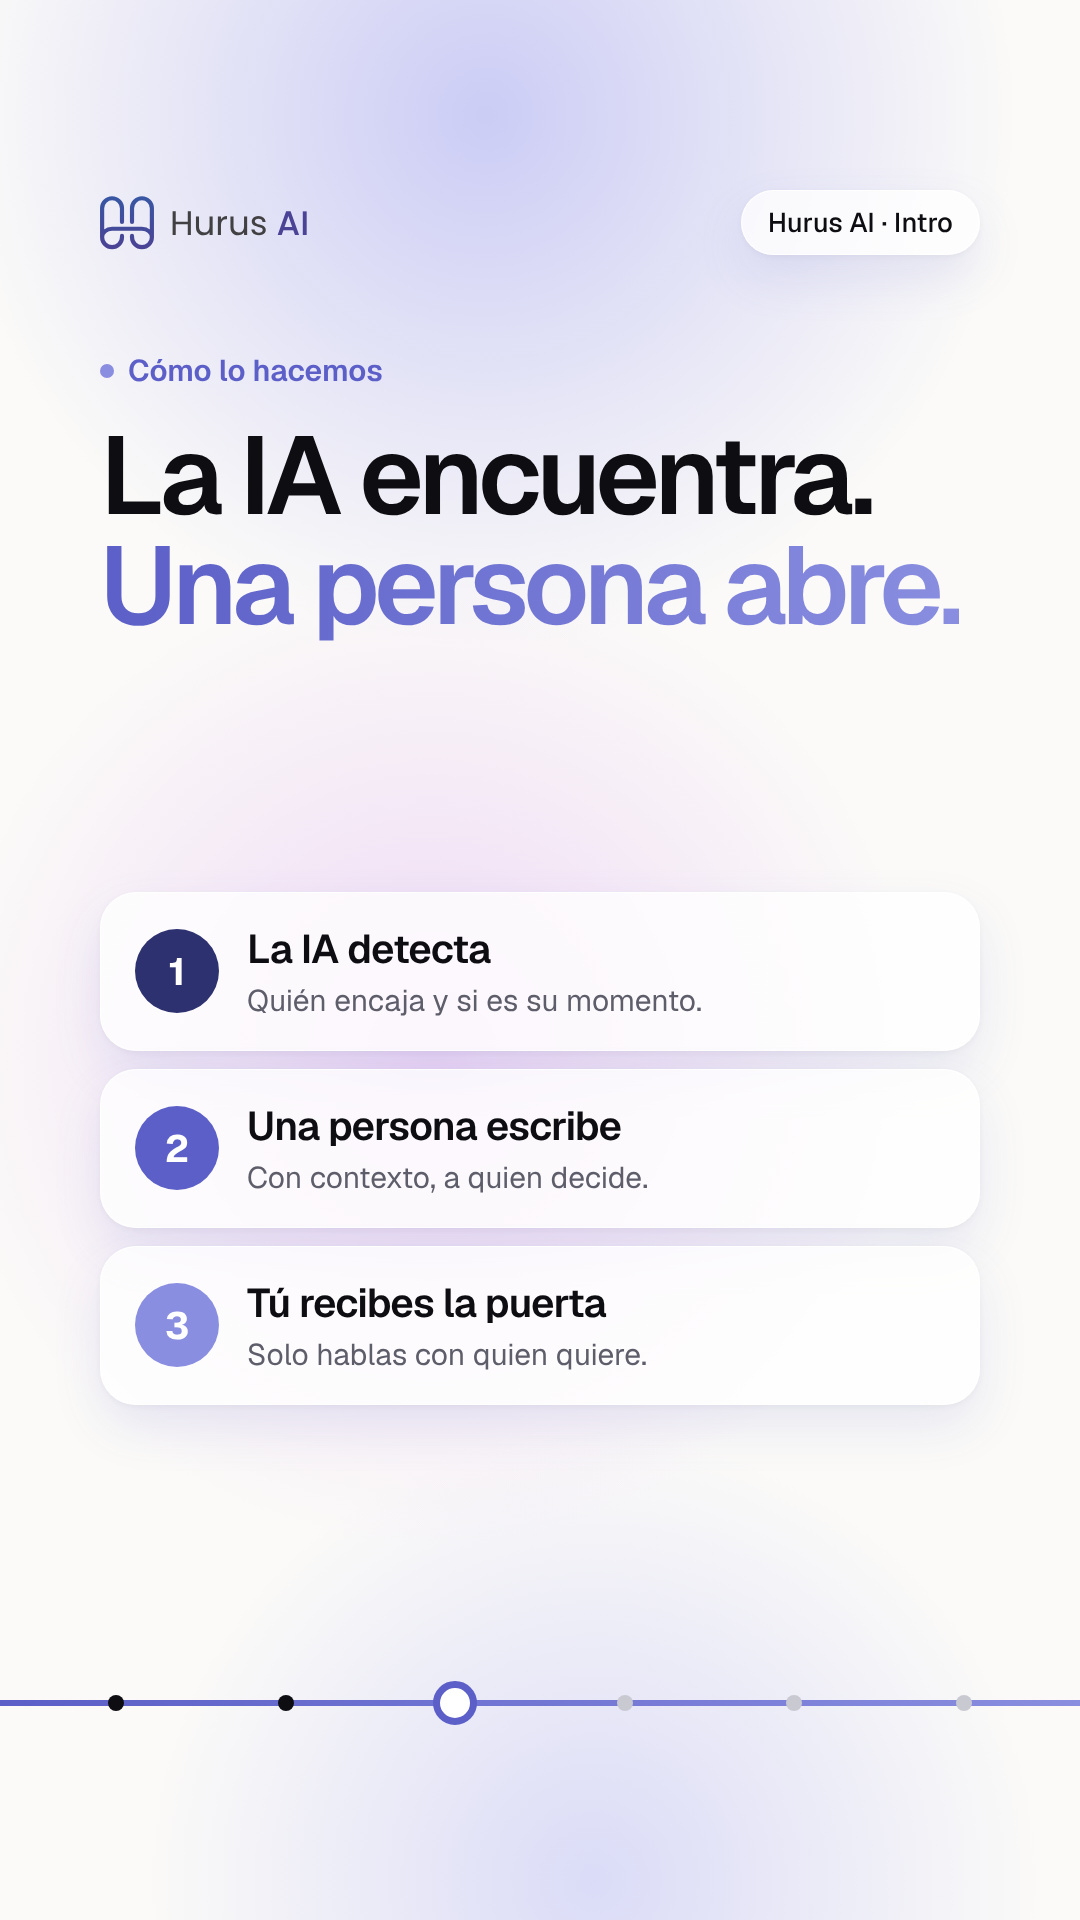 Hurus AI
Hurus AI · Intro
Cómo lo hacemos
La IA encuentra.
Una persona abre.
1
La IA detecta
Quién encaja y si es su momento.
2
Una persona escribe
Con contexto, a quien decide.
3
Tú recibes la puerta
Solo hablas con quien quiere.